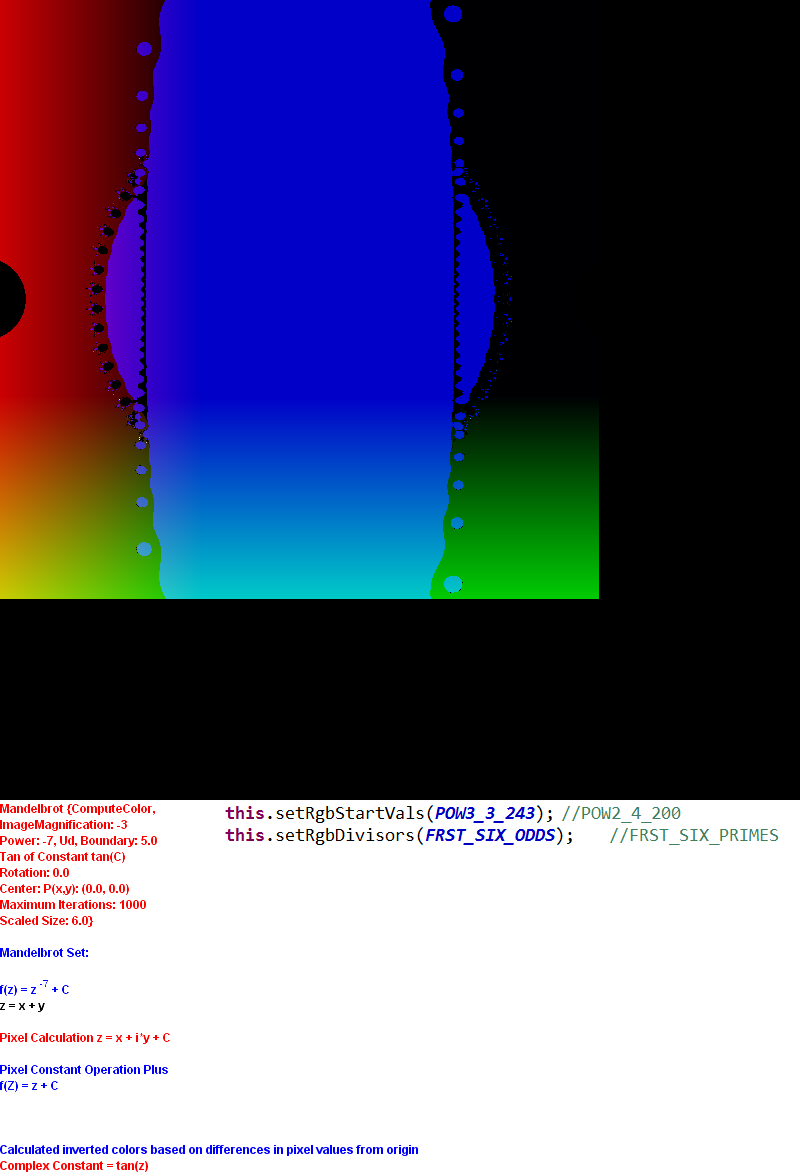 Mandelbrot {ComputeColor,
ImageMagnification: -3
Power: -7, Ud, Boundary: 5.0
Tan of Constant tan(C)
Rotation: 0.0
Center: P(x,y): (0.0, 0.0)
Maximum Iterations: 1000
Scaled Size: 6.0}
this.setRgbStartVals(POW3_3_243); //POW2_4_200
this.setRgbDivisors(FRST_SIX_ODDS); //FRST_SIX_PRIMES
Mandelbrot Set:
f(z) = z -7 + C
z = x + y
Pixel Calculation z = x + i*y + C
Pixel Constant Operation Plus
f(Z) = z + C
Calculated inverted colors based on differences in pixel values from origin
Complex Constant = tan(z)